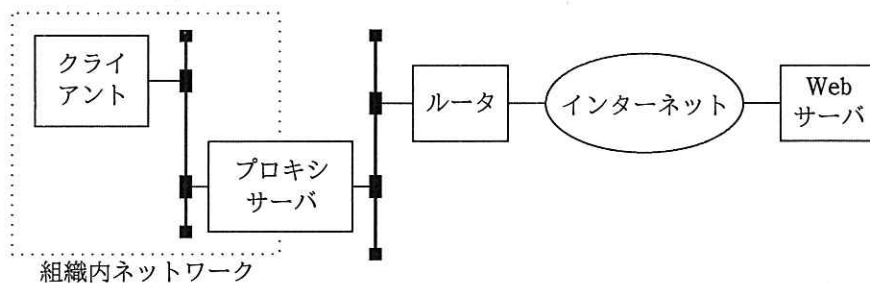 クライ
アント
プロキシ
サーバ
ルータ
インターネット
Web
サーバ
組織内ネットワーク